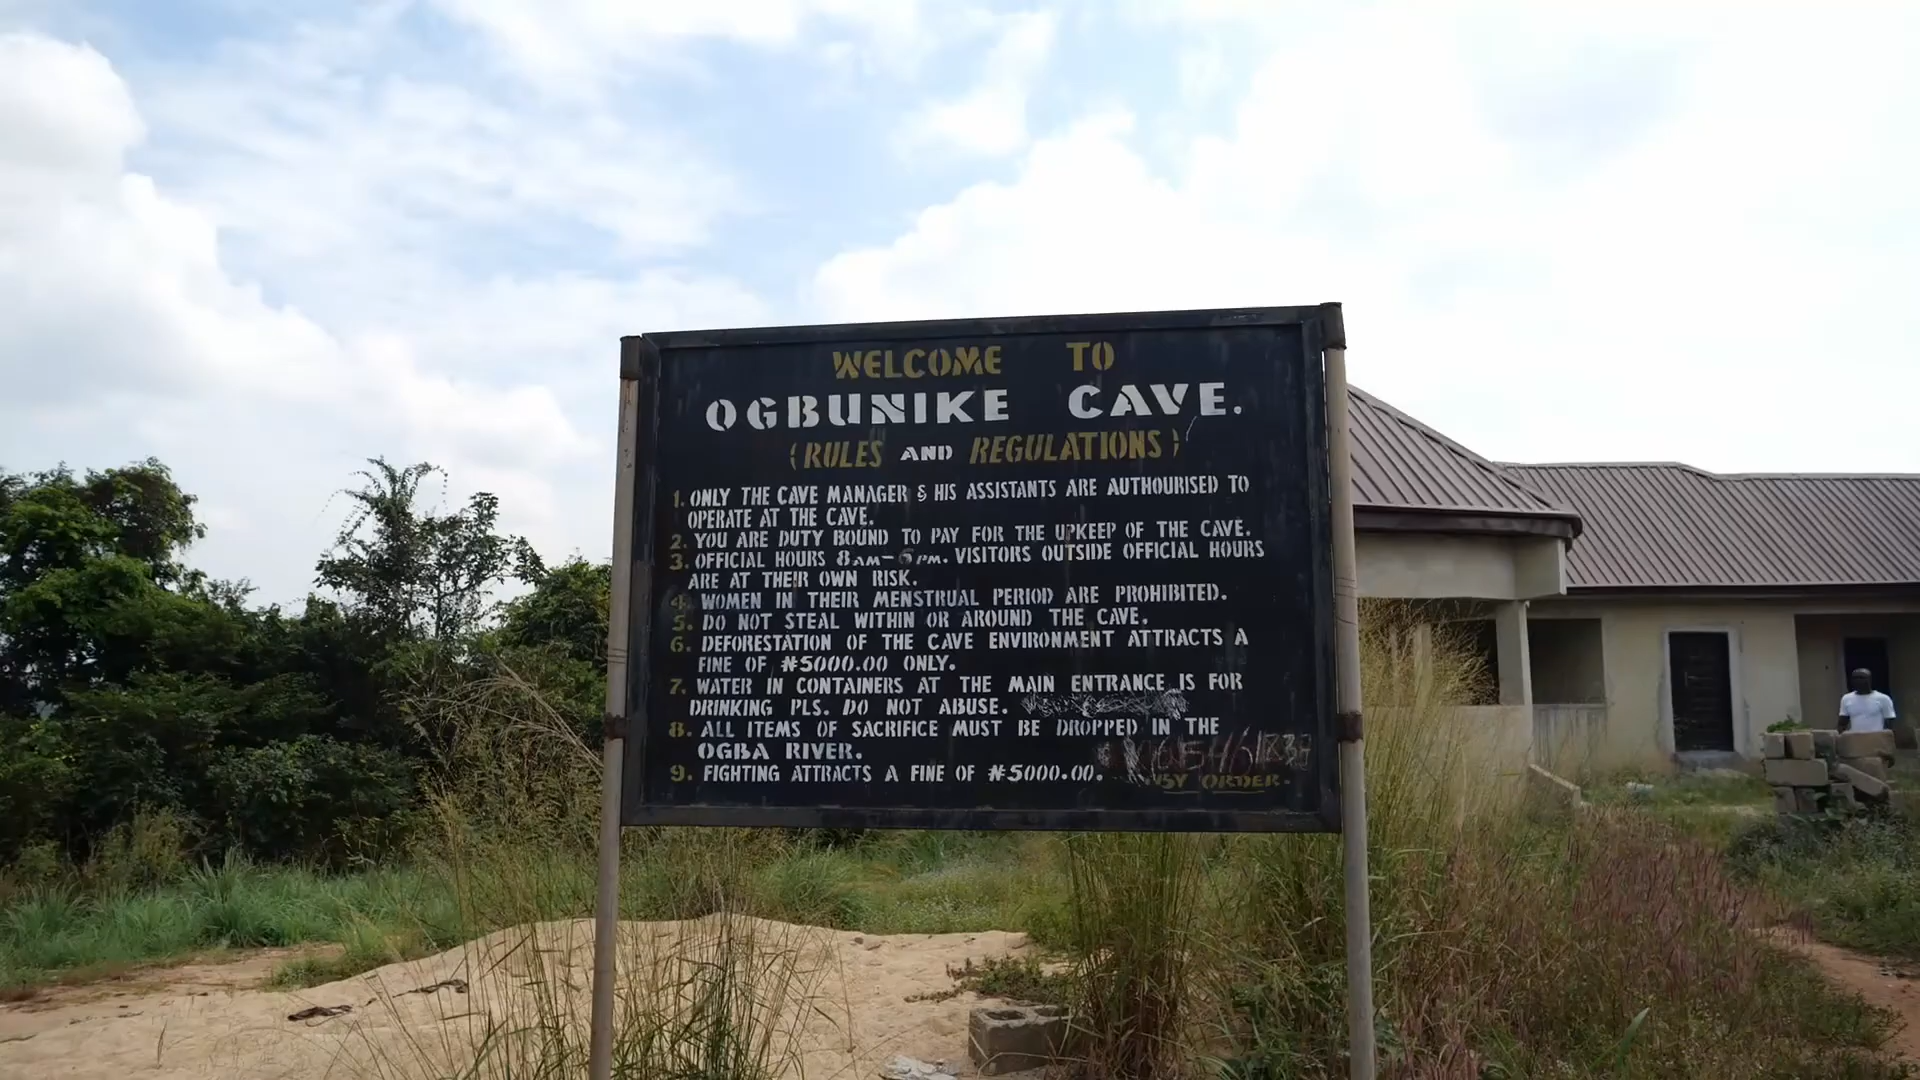 WELCOME TO
OGBUNIKE CAVE.
(RULES AND REGULATIONS)
1. ONLY THE CAVE MANAGER & HIS ASSISTANTS ARE AUTHOURISED TO
OPERATE AT THE CAVE.
2. YOU ARE DUTY BOUND TO PAY FOR THE UPKEEP OF THE CAVE.
3. OFFICIAL HOURS 8AM-6PM. VISITORS OUTSIDE OFFICIAL HOURS
ARE AT THEIR OWN RISK.
4. WOMEN IN THEIR MENSTRUAL PERIOD ARE PROHIBITED.
5. DO NOT STEAL WITHIN OR AROUND THE CAVE.
6. DEFORESTATION OF THE CAVE ENVIRONMENT ATTRACTS A
FINE OF ₦5000.00 ONLY.
7. WATER IN CONTAINERS AT THE MAIN ENTRANCE IS FOR
DRINKING PLS. DO NOT ABUSE.
8. ALL ITEMS OF SACRIFICE MUST BE DROPPED IN THE
OGBA RIVER.
9. FIGHTING ATTRACTS A FINE OF ₦5000.00.
BY ORDER.